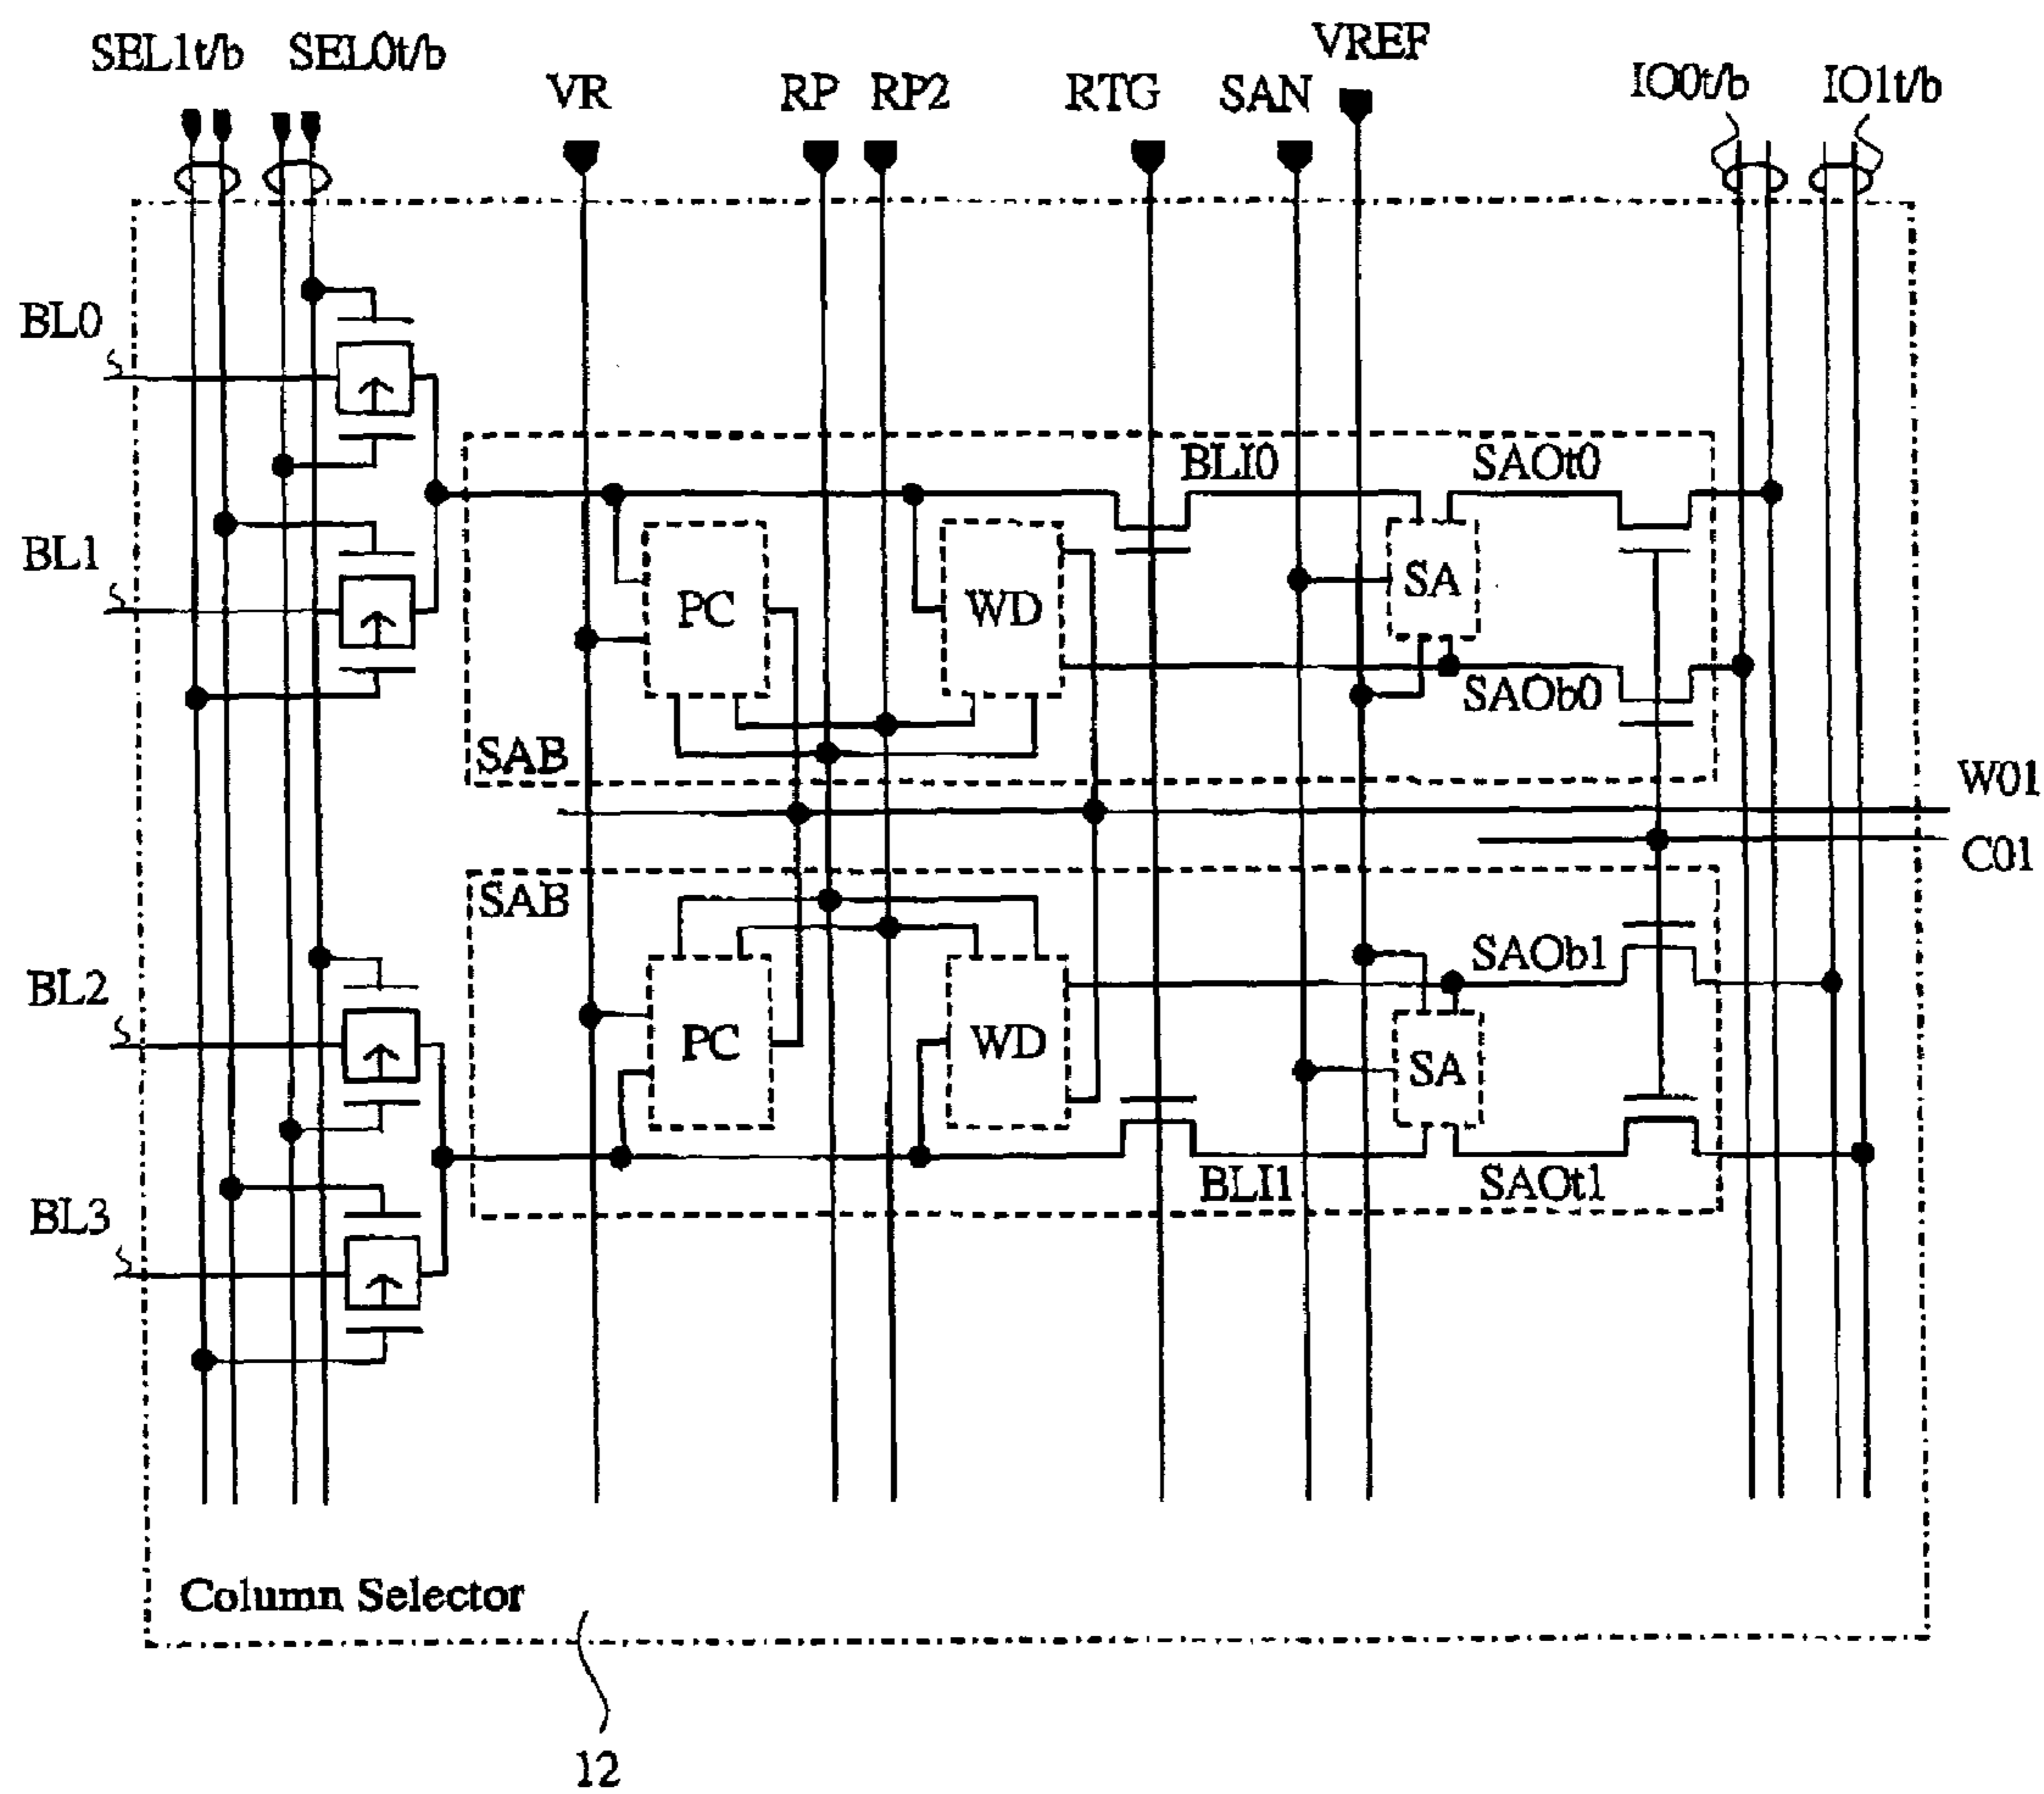 SEL1t/b SEL0t/b VR RP RP2 RTG SAN VREF IO0t/b IO1t/b
BL0
BLI0 SAOt0
BL1
PC WD SA
SAOb0
SAB
W01
C01
SAB
SAOb1
BL2
PC WD SA
BLI1 SAOt1
BL3
Column Selector
12